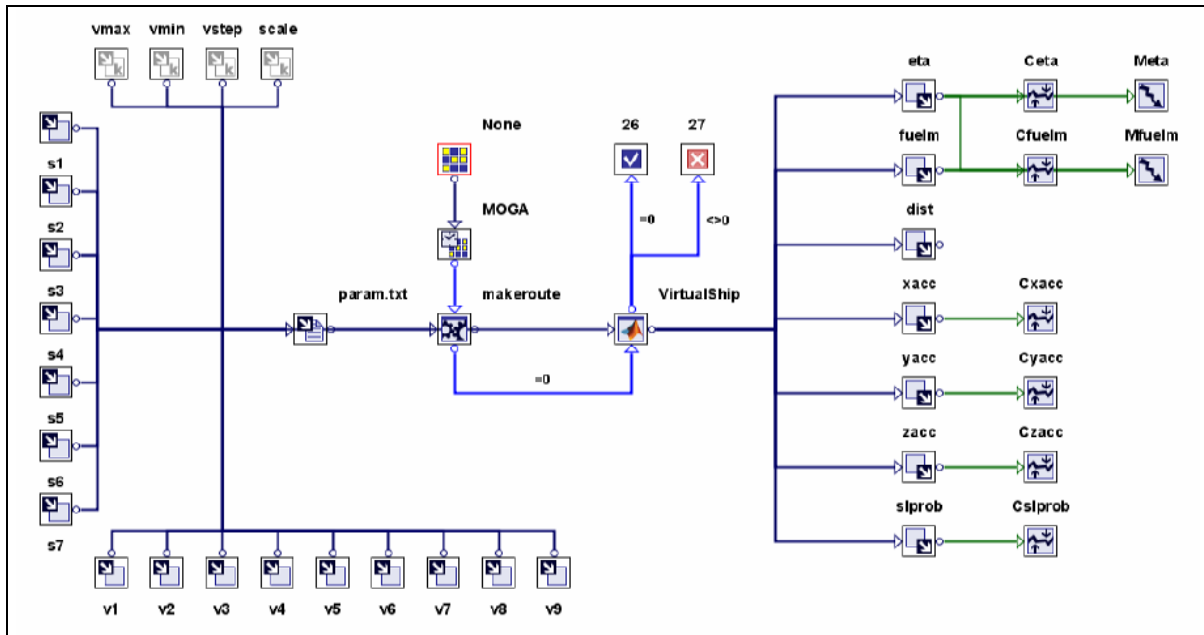 vmax vmin vstep scale
k k k k
eta Ceta Meta
None 26 27
fuelm Cfuelm Mfuelm
s1
MOGA =0 <>0
dist
s2
s3
param.txt makeroute VirtualShip xacc Cxacc
s4
yacc Cyacc
=0
s5
zacc Czacc
s6
slprob Cslprob
s7
v1 v2 v3 v4 v5 v6 v7 v8 v9